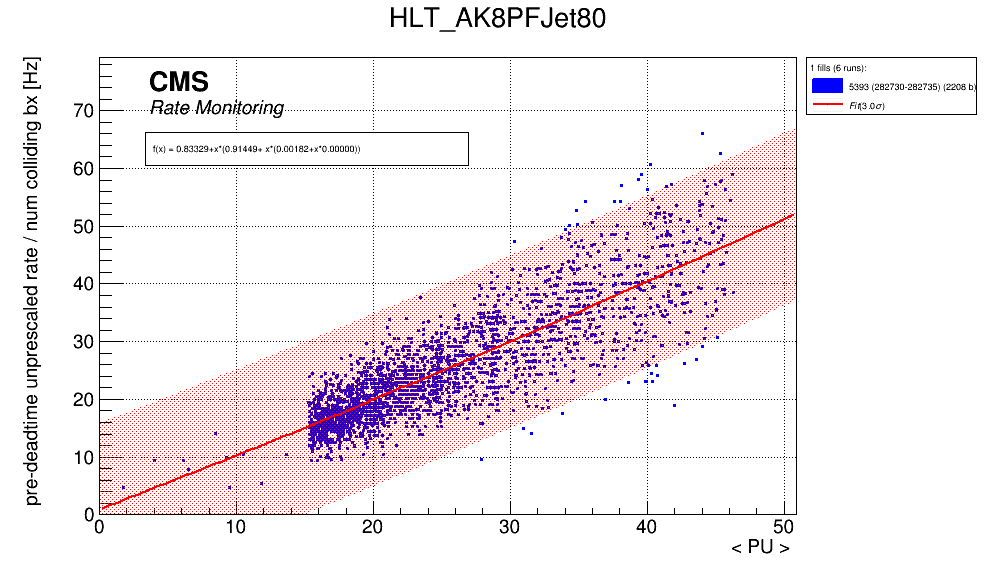 HLT_AK8PFJet80
pre-deadtime unprescaled rate / num colliding bx [Hz]
CMS
Rate Monitoring
f(x) = 0.83329+x*(0.91449+ x*(0.00182+x*0.00000))
70
60
50
40
30
20
10
0
0 10 20 30 40 50
< PU >
1 fills (6 runs):
5393 (282730-282735) (2208 b)
Fit(3.0σ)